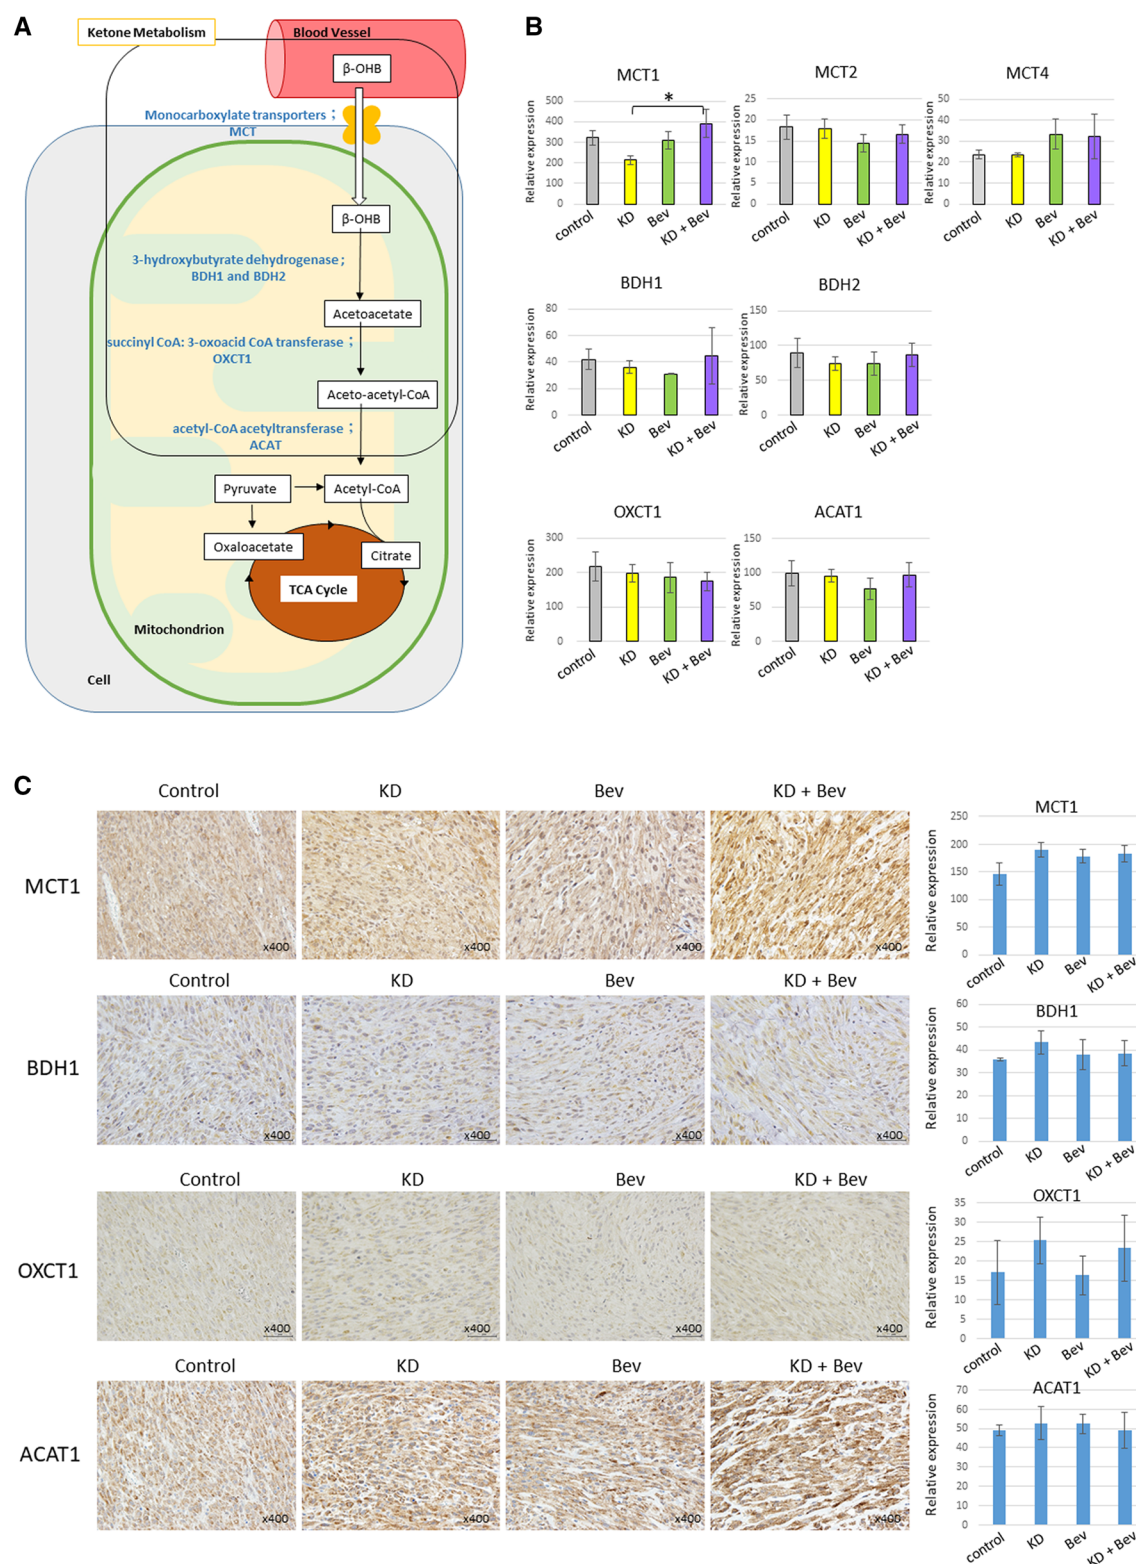 A
Ketone Metabolism
Blood Vessel
β-OHB
Monocarboxylate transporters ;
MCT
β-OHB
3-hydroxybutyrate dehydrogenase ;
BDH1 and BDH2
Acetoacetate
succinyl CoA: 3-oxoacid CoA transferase ;
OXCT1
Aceto-acetyl-CoA
acetyl-CoA acetyltransferase ;
ACAT
Pyruvate
Acetyl-CoA
Oxaloacetate
Citrate
TCA Cycle
Mitochondrion
Cell
B
MCT1
Relative expression
500
400
300
200
100
0
*
control
KD
Bev
KD + Bev
MCT2
Relative expression
25
20
15
10
5
0
control
KD
Bev
KD + Bev
MCT4
Relative expression
50
40
30
20
10
0
control
KD
Bev
KD + Bev
BDH1
Relative expression
80
60
40
20
0
control
KD
Bev
KD + Bev
BDH2
Relative expression
150
100
50
0
control
KD
Bev
KD + Bev
OXCT1
Relative expression
300
200
100
0
control
KD
Bev
KD + Bev
ACAT1
Relative expression
150
100
50
0
control
KD
Bev
KD + Bev
C
Control
KD
Bev
KD + Bev
MCT1
x400
x400
x400
x400
MCT1
Relative expression
250
200
150
100
50
0
control
KD
Bev
KD + Bev
Control
KD
Bev
KD + Bev
BDH1
x400
x400
x400
x400
BDH1
Relative expression
60
50
40
30
20
10
0
control
KD
Bev
KD + Bev
Control
KD
Bev
KD + Bev
OXCT1
x400
x400
x400
x400
OXCT1
Relative expression
35
30
25
20
15
10
5
0
control
KD
Bev
KD + Bev
Control
KD
Bev
KD + Bev
ACAT1
x400
x400
x400
x400
ACAT1
Relative expression
70
60
50
40
30
20
10
0
control
KD
Bev
KD + Bev